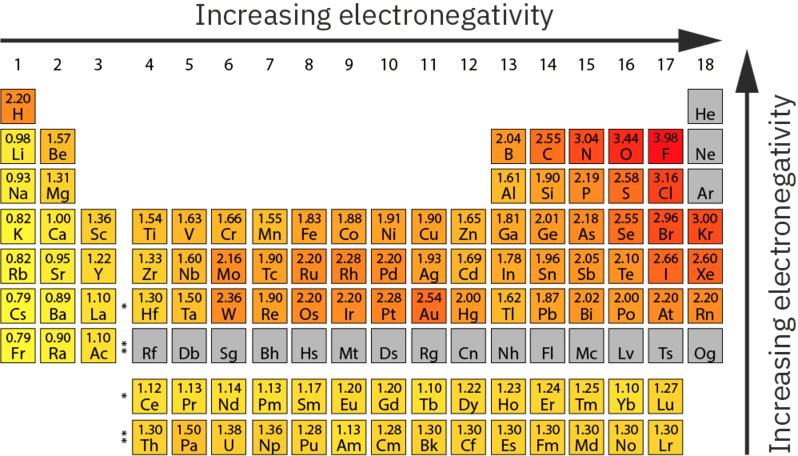 Increasing electronegativity
1 2 3 4 5 6 7 8 9 10 11 12 13 14 15 16 17 18
2.20
H He
0.98 1.57 2.04 2.55 3.04 3.44 3.98
Li Be B C N O F Ne
0.93 1.31 1.61 1.90 2.19 2.58 3.16
Na Mg Al Si P S Cl Ar
0.82 1.00 1.36 1.54 1.63 1.66 1.55 1.83 1.88 1.91 1.90 1.65 1.81 2.01 2.18 2.55 2.96 3.00
K Ca Sc Ti V Cr Mn Fe Co Ni Cu Zn Ga Ge As Se Br Kr
0.82 0.95 1.22 1.33 1.60 2.16 1.90 2.20 2.28 2.20 1.93 1.69 1.78 1.96 2.05 2.10 2.66 2.60
Rb Sr Y Zr Nb Mo Tc Ru Rh Pd Ag Cd In Sn Sb Te I Xe
0.79 0.89 1.10 1.30 1.50 2.36 1.90 2.20 2.20 2.28 2.54 2.00 1.62 1.87 2.02 2.00 2.20 2.20
Cs Ba La * Hf Ta W Re Os Ir Pt Au Hg Tl Pb Bi Po At Rn
0.79 0.90 1.10
Fr Ra Ac ** Rf Db Sg Bh Hs Mt Ds Rg Cn Nh Fl Mc Lv Ts Og
1.12 1.13 1.14 1.13 1.17 1.20 1.20 1.10 1.22 1.23 1.24 1.25 1.10 1.27
* Ce Pr Nd Pm Sm Eu Gd Tb Dy Ho Er Tm Yb Lu
1.30 1.50 1.38 1.36 1.28 1.13 1.28 1.30 1.30 1.30 1.30 1.30 1.30 1.30
** Th Pa U Np Pu Am Cm Bk Cf Es Fm Md No Lr
Increasing electronegativity